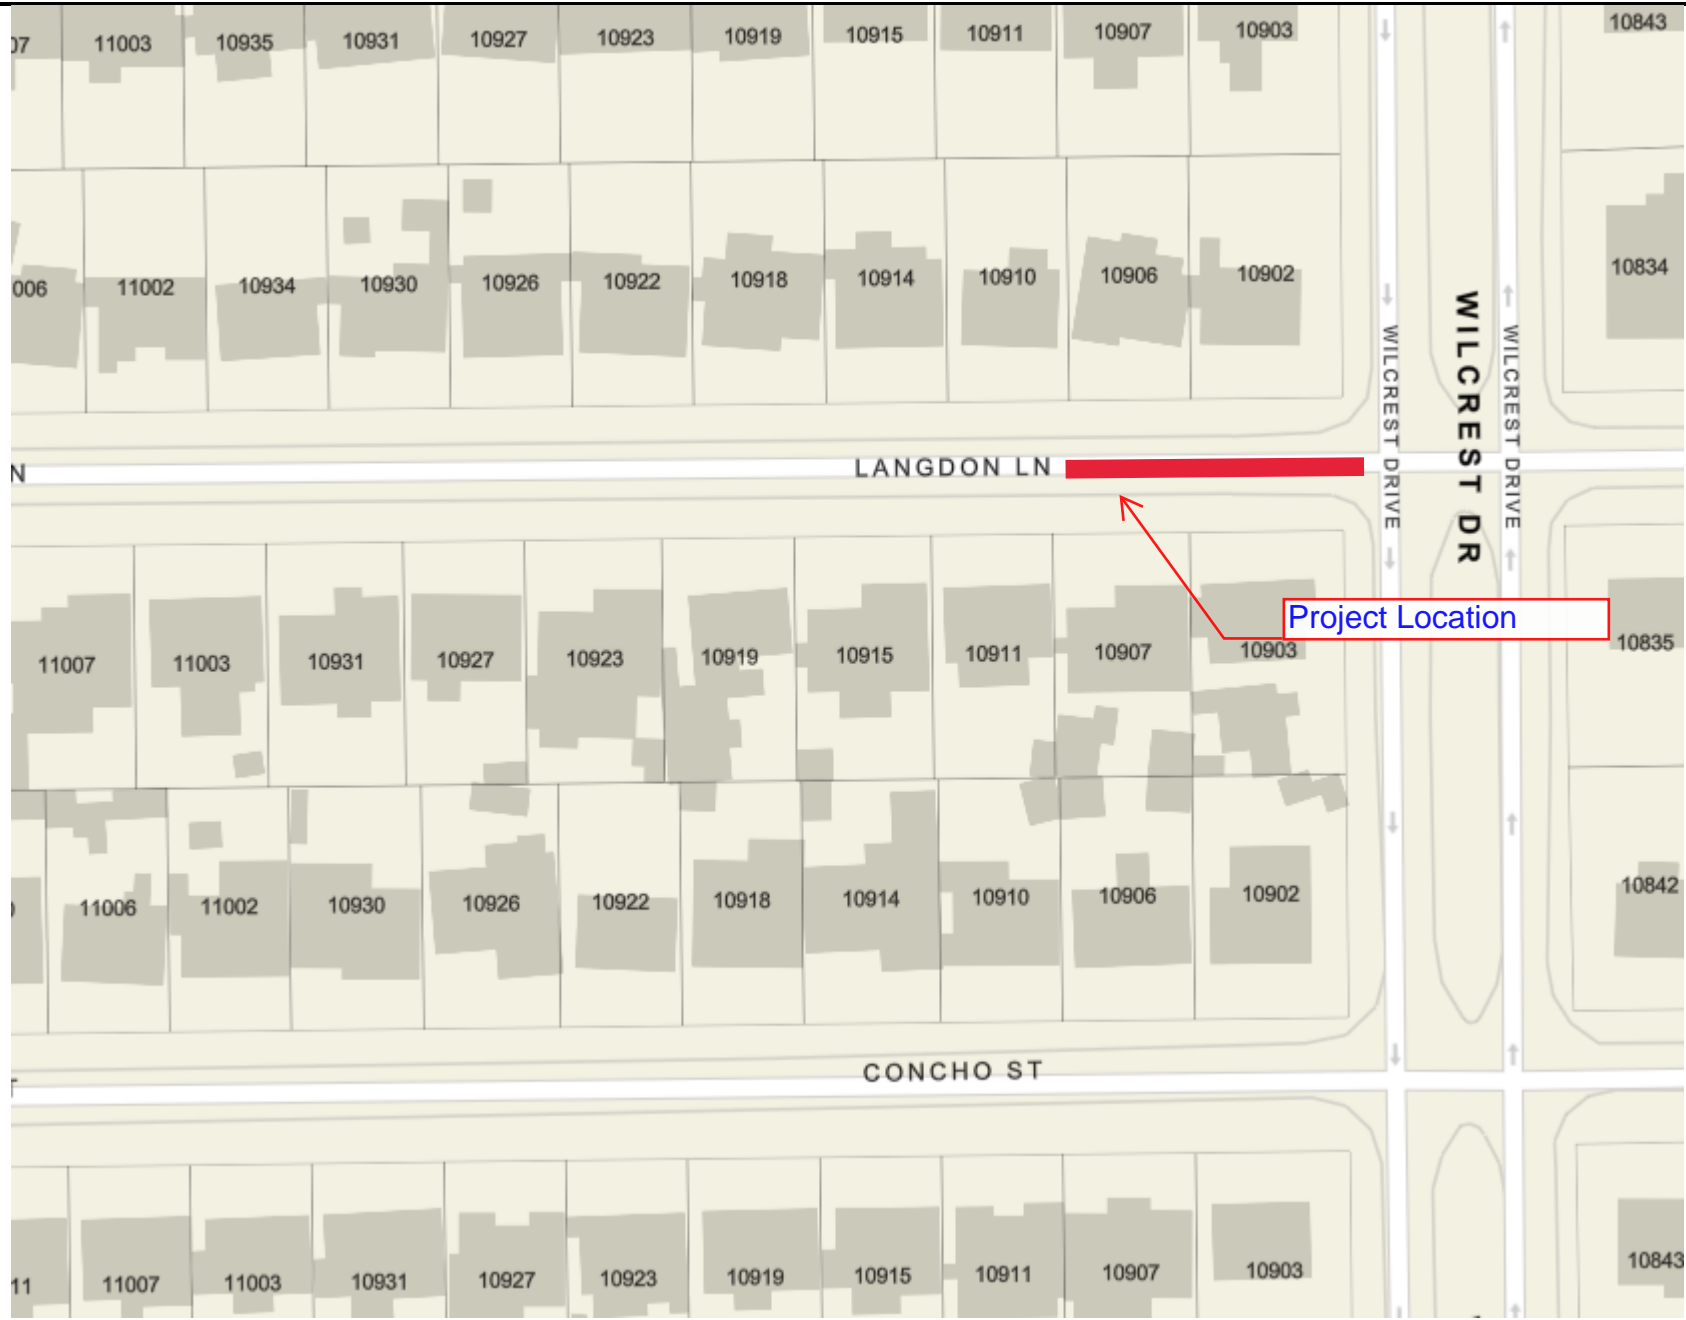 07 11003 10935 10931 10927 10923 10919 10915 10911 10907 10903 10843
006 11002 10934 10930 10926 10922 10918 10914 10910 10906 10902 10834
WILCREST DRIVE
WILCREST DR
WILCREST DRIVE
N LANGDON LN
Project Location
11007 11003 10931 10927 10923 10919 10915 10911 10907 10903 10835
11006 11002 10930 10926 10922 10918 10914 10910 10906 10902 10842
CONCHO ST
11 11007 11003 10931 10927 10923 10919 10915 10911 10907 10903 10843